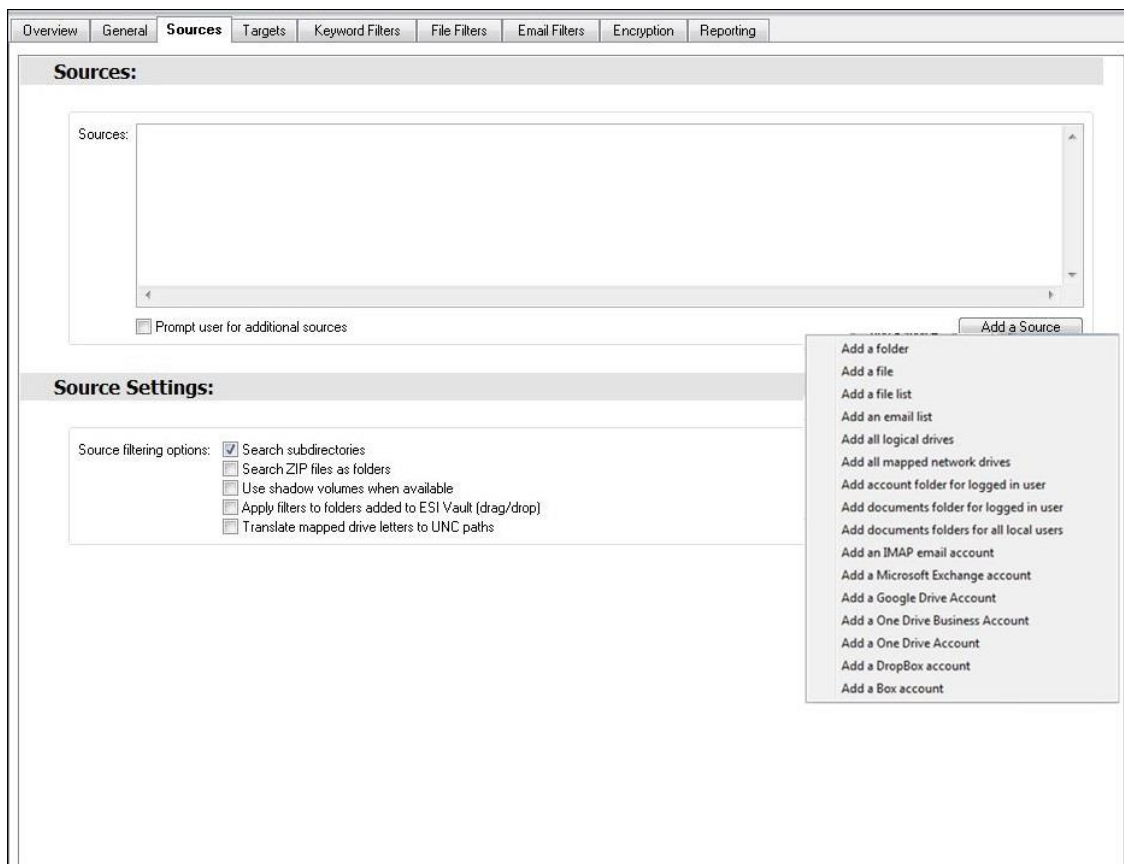 Overview General Sources Targets Keyword Filters File Filters Email Filters Encryption Reporting
Sources:
Sources:
Prompt user for additional sources
Add a Source
Add a folder
Add a file
Add a file list
Add an email list
Add all logical drives
Add all mapped network drives
Add account folder for logged in user
Add documents folder for logged in user
Add documents folders for all local users
Add an IMAP email account
Add a Microsoft Exchange account
Add a Google Drive Account
Add a One Drive Business Account
Add a One Drive Account
Add a DropBox account
Add a Box account
Source Settings:
Source filtering options:
Search subdirectories
Search ZIP files as folders
Use shadow volumes when available
Apply filters to folders added to ESI Vault (drag/drop)
Translate mapped drive letters to UNC paths